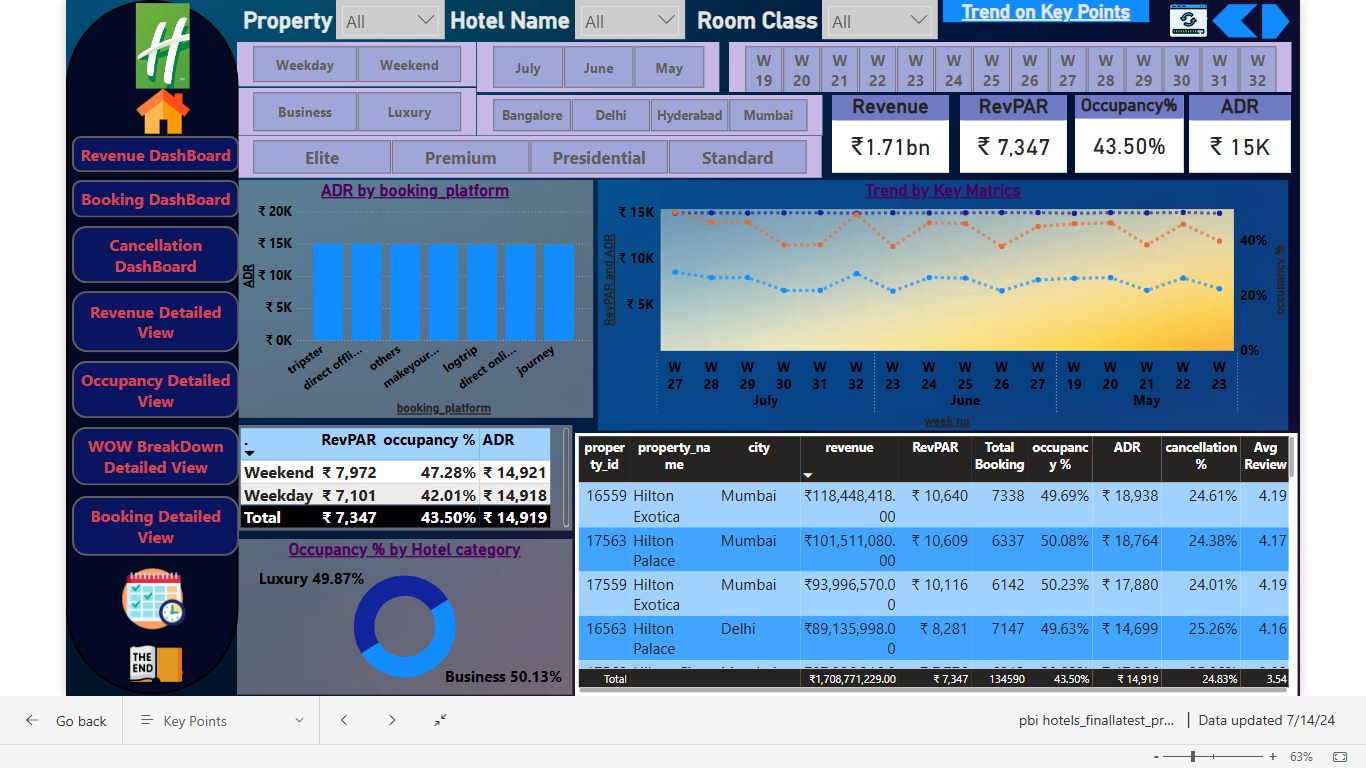 Property All Hotel Name All Room Class All Trend on Key Points
Weekday Weekend July June May
W 19 W 20 W 21 W 22 W 23 W 24 W 25 W 26 W 27 W 28 W 29 W 30 W 31 W 32
Business Luxury Bangalore Delhi Hyderabad Mumbai
Elite Premium Presidential Standard
Revenue RevPAR Occupancy% ADR
₹1.71bn ₹ 7,347 43.50% ₹ 15K
Revenue DashBoard
Booking DashBoard
Cancellation
DashBoard
Revenue Detailed
View
Occupancy Detailed
View
WOW BreakDown
Detailed View
Booking Detailed
View
THE
END
ADR by booking_platform
₹ 20K
₹ 15K
₹ 10K
₹ 5K
₹ 0K
ADR
tripster direct offli... others makeyour... logtrip direct onli... journey
booking_platform
Trend by Key Matrics
₹ 15K
₹ 10K
₹ 5K
RevPAR and ADR
40%
20%
0%
occupancy %
W 27 W 28 W 29 W 30 W 31 W 32 W 23 W 24 W 25 W 26 W 27 W 19 W 20 W 21 W 22 W 23
July June May
week no
. RevPAR occupancy % ADR
Weekend ₹ 7,972 47.28% ₹ 14,921
Weekday ₹ 7,101 42.01% ₹ 14,918
Total ₹ 7,347 43.50% ₹ 14,919
Occupancy % by Hotel category
Luxury 49.87%
Business 50.13%
property_id property_name city revenue RevPAR Total Booking occupancy % ADR cancellation % Avg Review
16559 Hilton Exotica Mumbai ₹118,448,418.00 ₹ 10,640 7338 49.69% ₹ 18,938 24.61% 4.19
17563 Hilton Palace Mumbai ₹101,511,080.00 ₹ 10,609 6337 50.08% ₹ 18,764 24.38% 4.17
17559 Hilton Exotica Mumbai ₹93,996,570.00 ₹ 10,116 6142 50.23% ₹ 17,880 24.01% 4.19
16563 Hilton Palace Delhi ₹89,135,998.00 ₹ 8,281 7147 49.63% ₹ 14,699 25.26% 4.16
Total ₹1,708,771,229.00 ₹ 7,347 134590 43.50% ₹ 14,919 24.83% 3.54
Go back Key Points pbi hotels_finallatest_pr... | Data updated 7/14/24
- + 63%